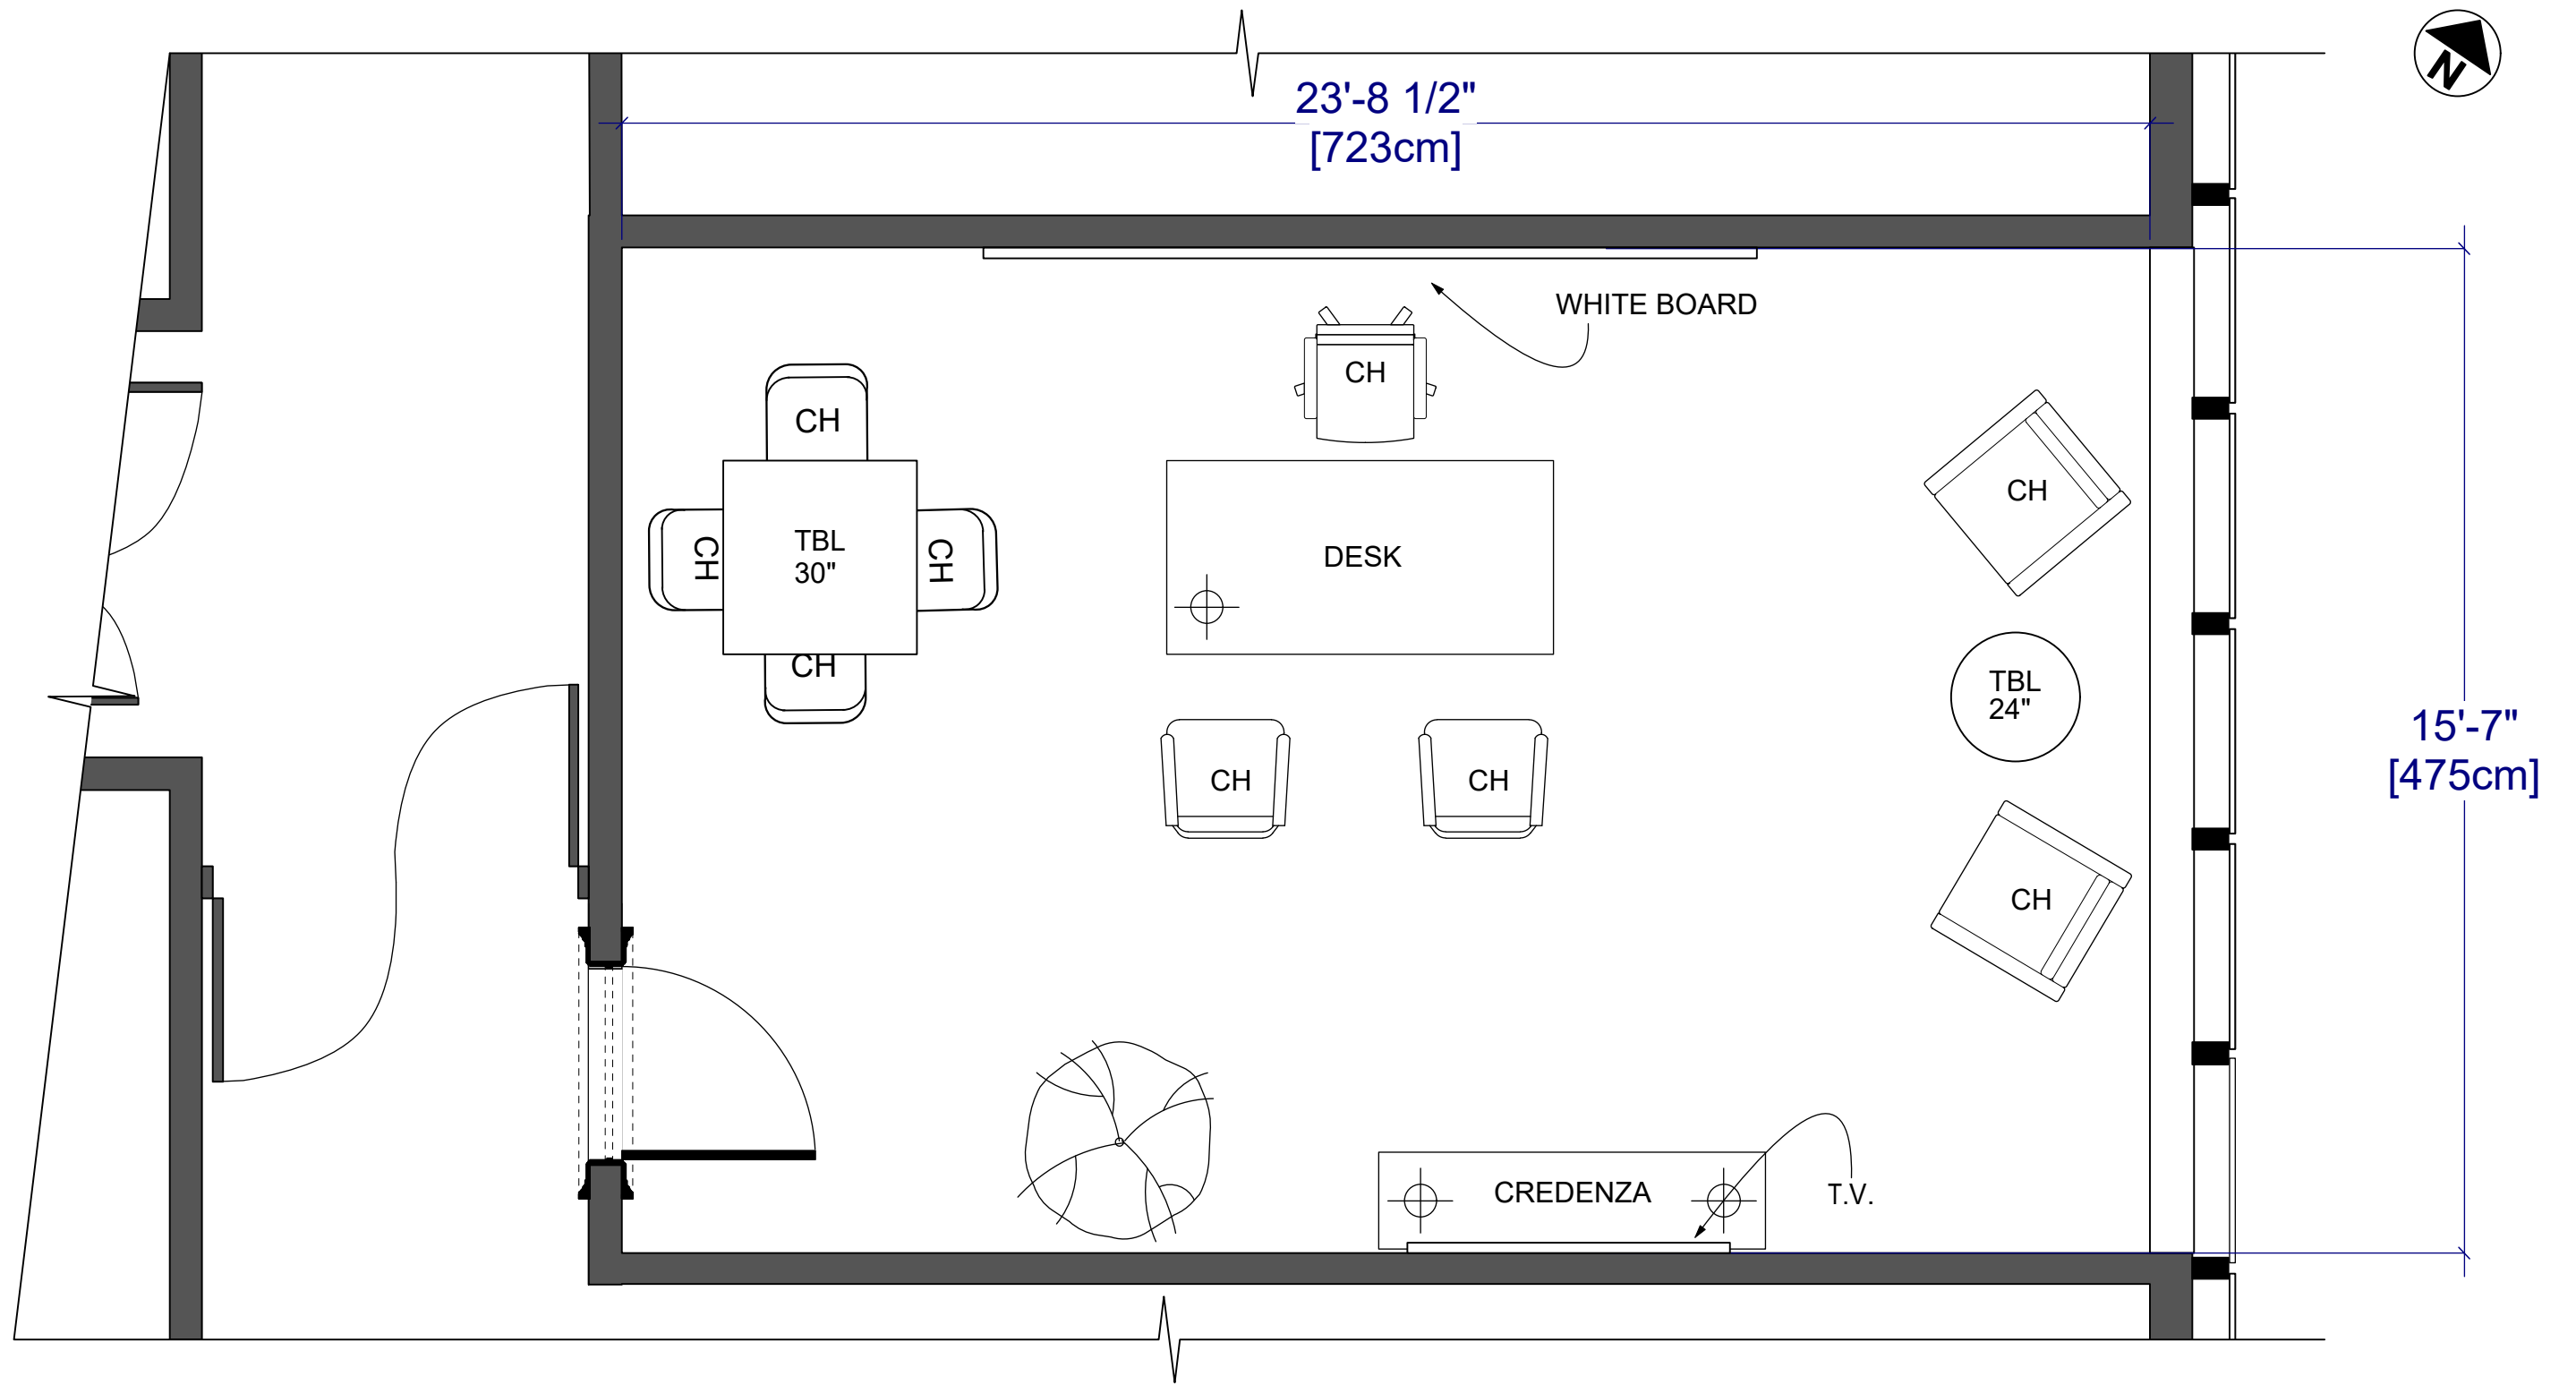 N
23'-8 1/2"
[723cm]
WHITE BOARD
CH
CH
CH
CH
TBL
30"
CH
CH
DESK
CH
TBL
24"
15'-7"
[475cm]
CH
CH
CH
CREDENZA
T.V.